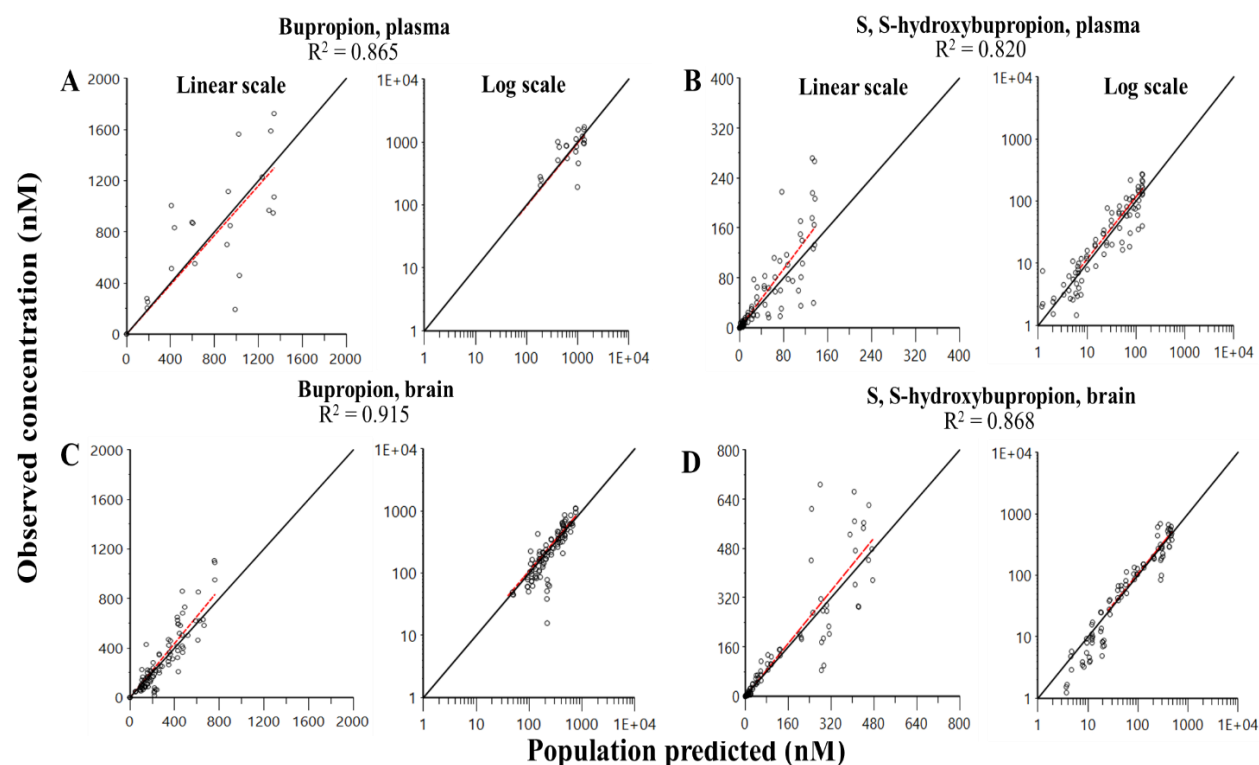 Bupropion, plasma
R² = 0.865
S, S-hydroxybupropion, plasma
R² = 0.820
A
Linear scale
2000
1600
1200
800
400
0
0 400 800 1200 1600 2000
Log scale
1E+04
1000
100
10
1
1 10 100 1000 1E+04
B
Linear scale
400
320
240
160
80
0
0 80 160 240 320 400
Log scale
1E+04
1000
100
10
1
1 10 100 1000 1E+04
Bupropion, brain
R² = 0.915
S, S-hydroxybupropion, brain
R² = 0.868
C
2000
1600
1200
800
400
0
0 400 800 1200 1600 2000
1E+04
1000
100
10
1
1 10 100 1000 1E+04
D
800
640
480
320
160
0
0 160 320 480 640 800
1E+04
1000
100
10
1
1 10 100 1000 1E+04
Observed concentration (nM)
Population predicted (nM)